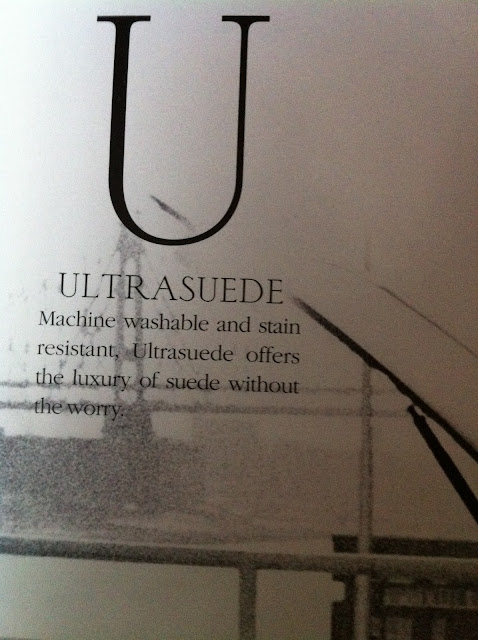 U
ULTRASUEDE
Machine washable and stain
resistant, Ultrasuede offers
the luxury of suede without
the worry.